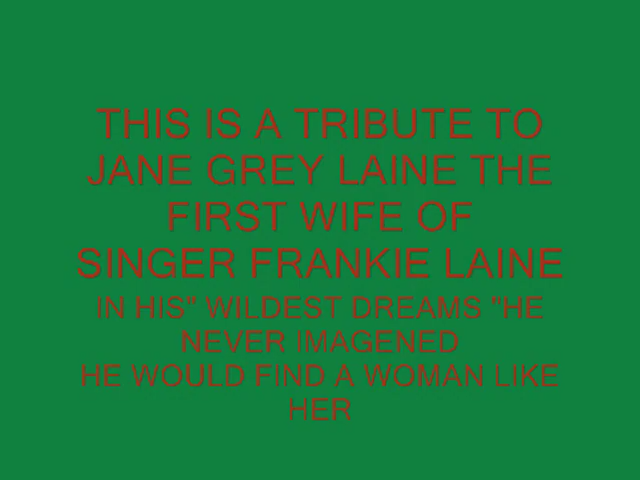 THIS IS A TRIBUTE TO
JANE GREY LAINE THE
FIRST WIFE OF
SINGER FRANKIE LAINE
IN HIS" WILDEST DREAMS "HE
NEVER IMAGENED
HE WOULD FIND A WOMAN LIKE
HER